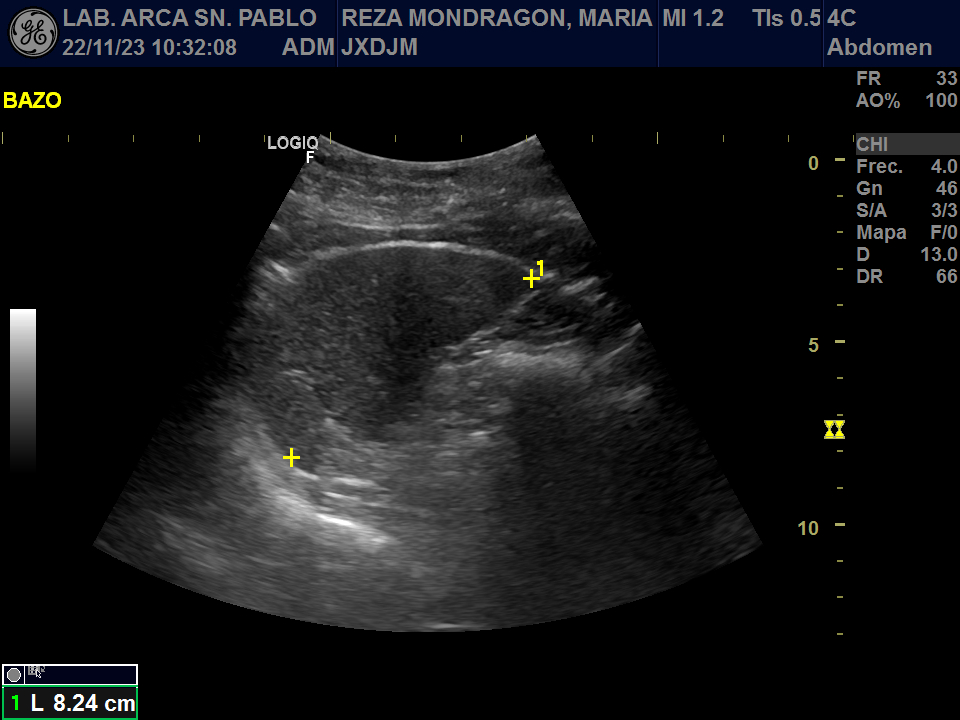 LAB. ARCA SN. PABLO REZA MONDRAGON, MARIA MI 1.2 TIs 0.5 4C
22/11/23 10:32:08 ADM JXDJM Abdomen
FR 33
BAZO
AO% 100
LOGIQ
F
CHI
0
Frec. 4.0
Gn 46
S/A 3/3
Mapa F/0
D 13.0
1
DR 66
5
10
1 L 8.24 cm